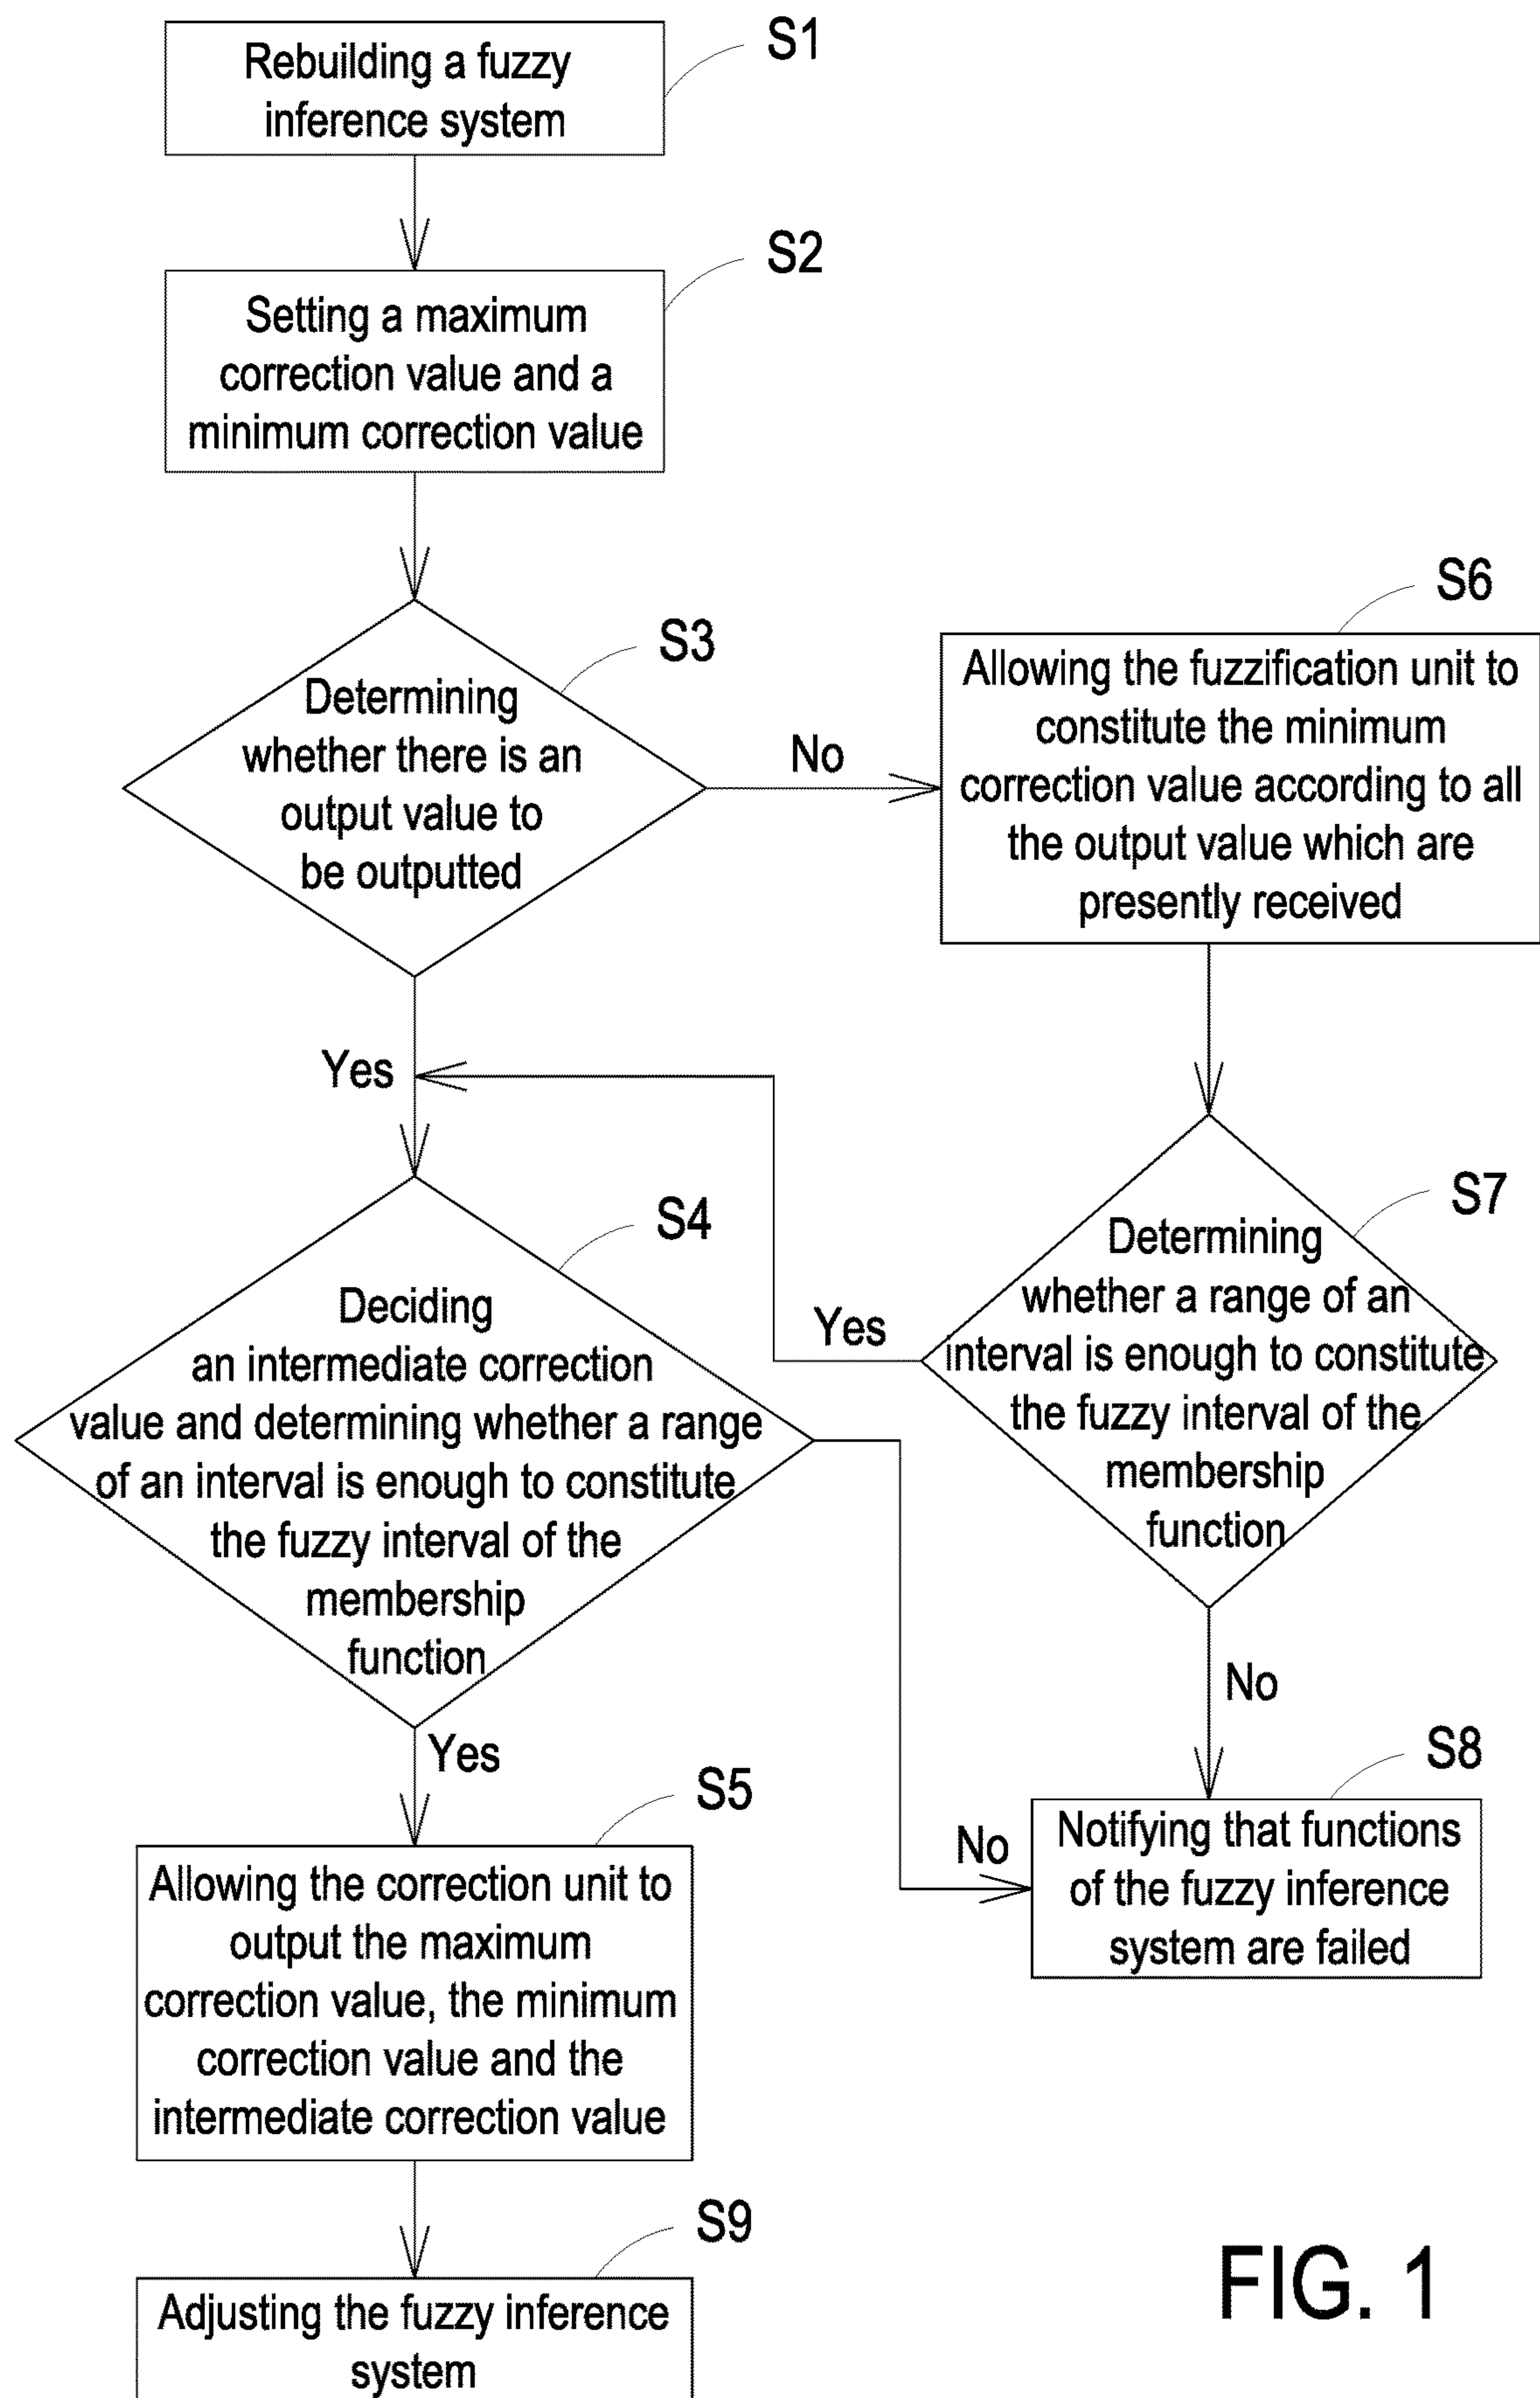 Rebuilding a fuzzy
inference system
S1
Setting a maximum
correction value and a
minimum correction value
S2
Determining
whether there is an
output value to
be outputted
S3
No
Yes
Allowing the fuzzification unit to
constitute the minimum
correction value according to all
the output value which are
presently received
S6
Deciding
an intermediate correction
value and determining whether a range
of an interval is enough to constitute
the fuzzy interval of the
membership
function
S4
Yes
No
Determining
whether a range of an
interval is enough to constitute
the fuzzy interval of the
membership
function
S7
Yes
No
Allowing the correction unit to
output the maximum
correction value, the minimum
correction value and the
intermediate correction value
S5
Notifying that functions
of the fuzzy inference
system are failed
S8
Adjusting the fuzzy inference
system
S9
FIG. 1